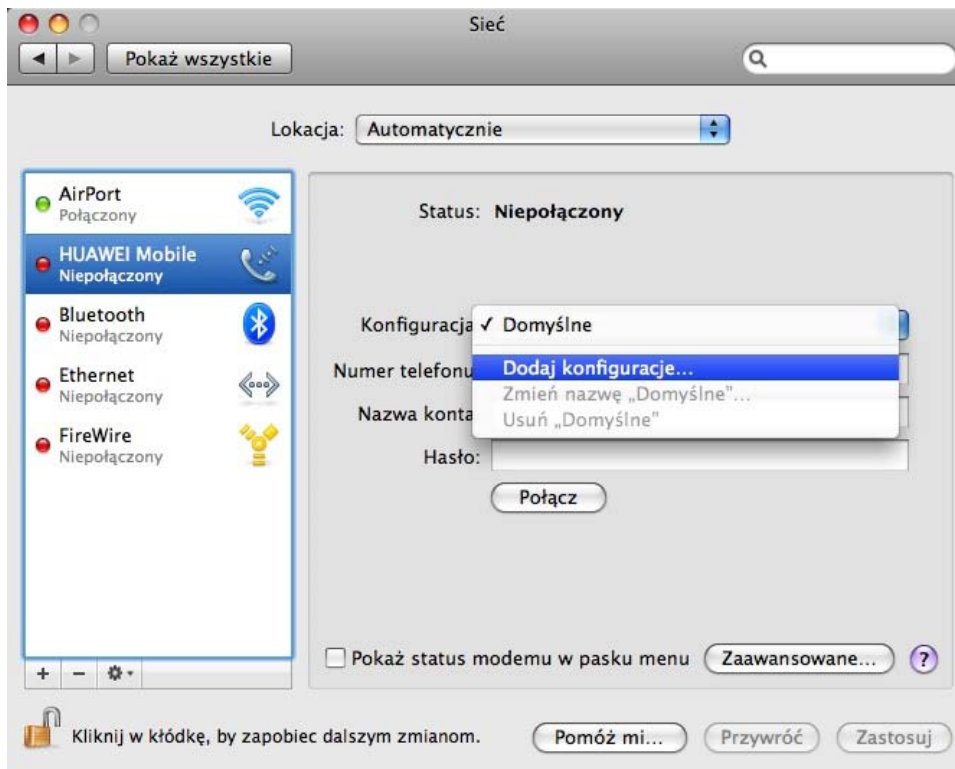 Sieć
Pokaż wszystkie
Lokacja: Automatycznie
AirPort
Połączony
HUAWEI Mobile
Niepołączony
Bluetooth
Niepołączony
Ethernet
Niepołączony
FireWire
Niepołączony
Status: Niepołączony
Konfiguracja ✓ Domyślne
Dodaj konfiguracje...
Numer telefonu
Zmień nazwę „Domyślne”...
Nazwa konta
Usuń „Domyślne”
Hasło:
Połącz
Pokaż status modemu w pasku menu Zaawansowane... ?
Kliknij w kłódkę, by zapobiec dalszym zmianom. Pomóż mi... Przywróć Zastosuj